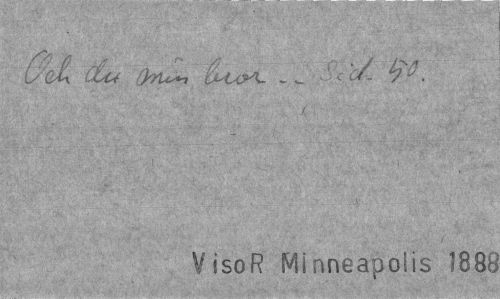 Och du min bror -- Sid. 50.
VisoR Minneapolis 1888